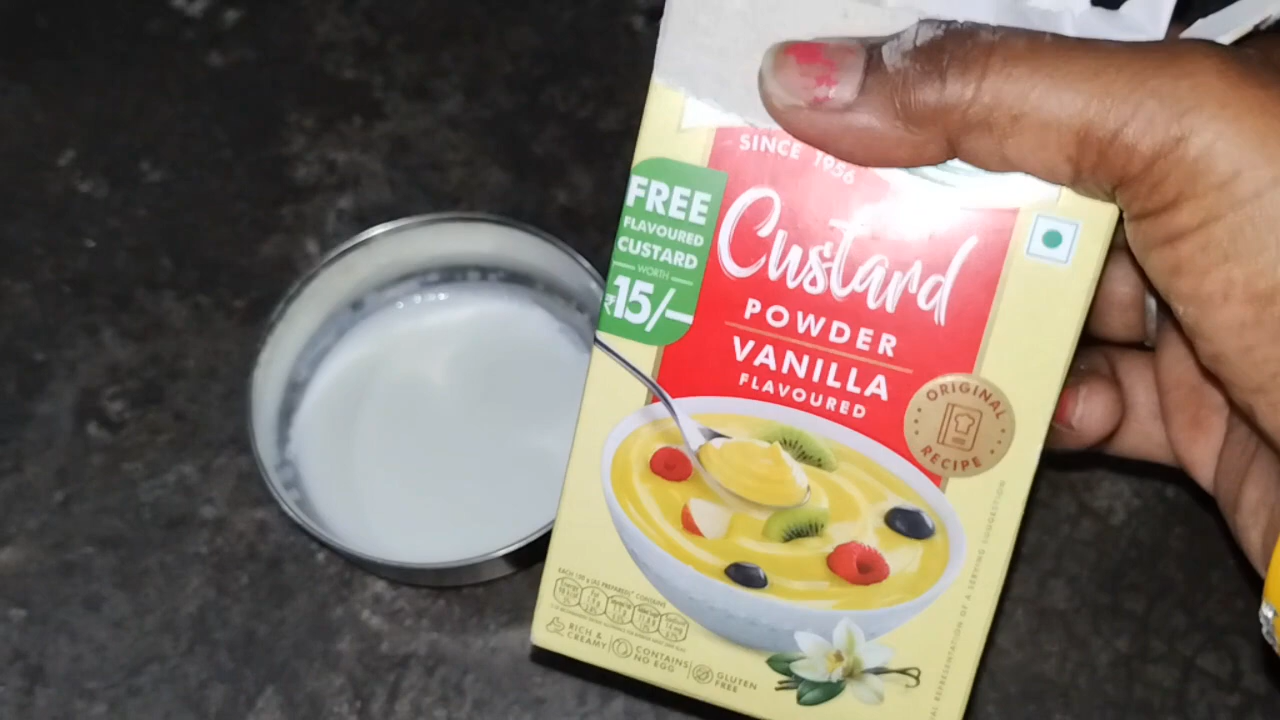 SINCE 1956
FREE
FLAVOURED
CUSTARD
WORTH
₹15/-
Custard
POWDER
VANILLA
FLAVOURED
ORIGINAL
RECIPE
RICH &
CREAMY
CONTAINS
NO EGG
GLUTEN
FREE